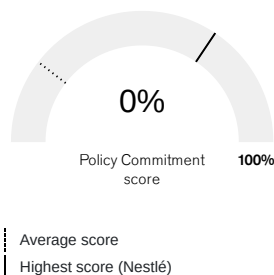 0%
Policy Commitment
score
100%
Average score
Highest score (Nestlé)